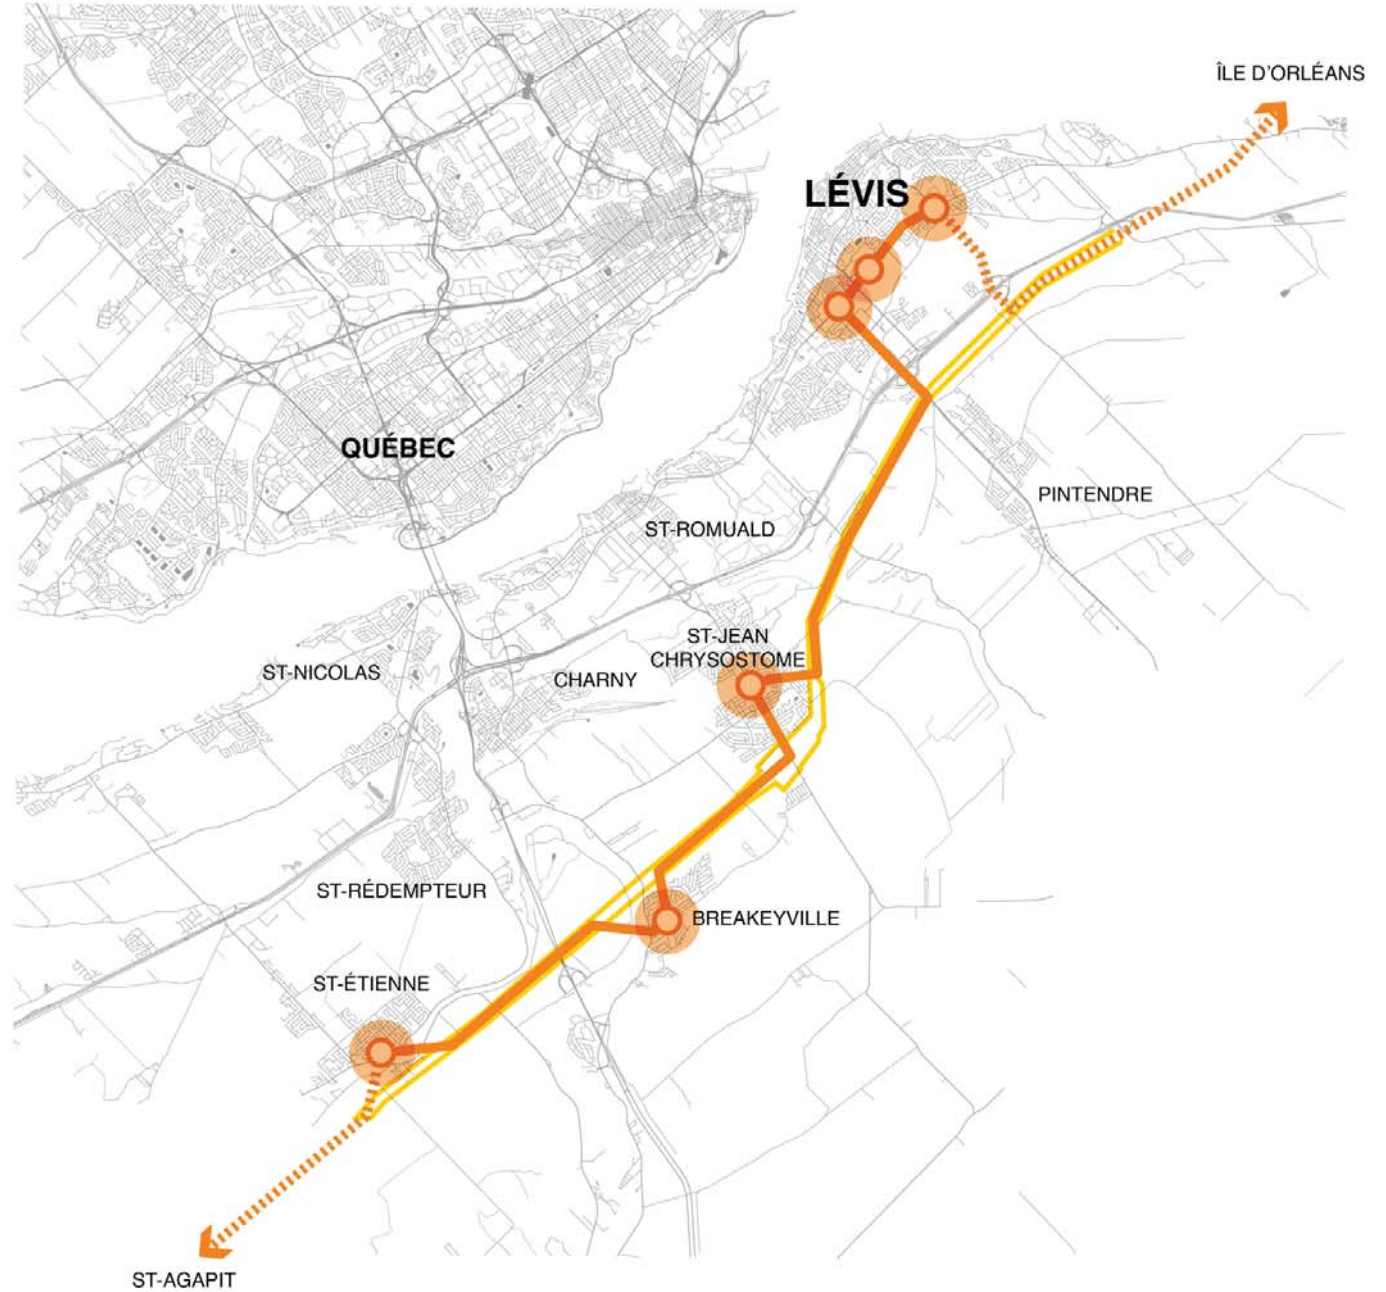 ÎLE D'ORLÉANS
LÉVIS
QUÉBEC
PINTENDRE
ST-ROMUALD
ST-JEAN
CHRYSOSTOME
ST-NICOLAS
CHARNY
ST-RÉDEMPTEUR
BREAKEYVILLE
ST-ÉTIENNE
ST-AGAPIT